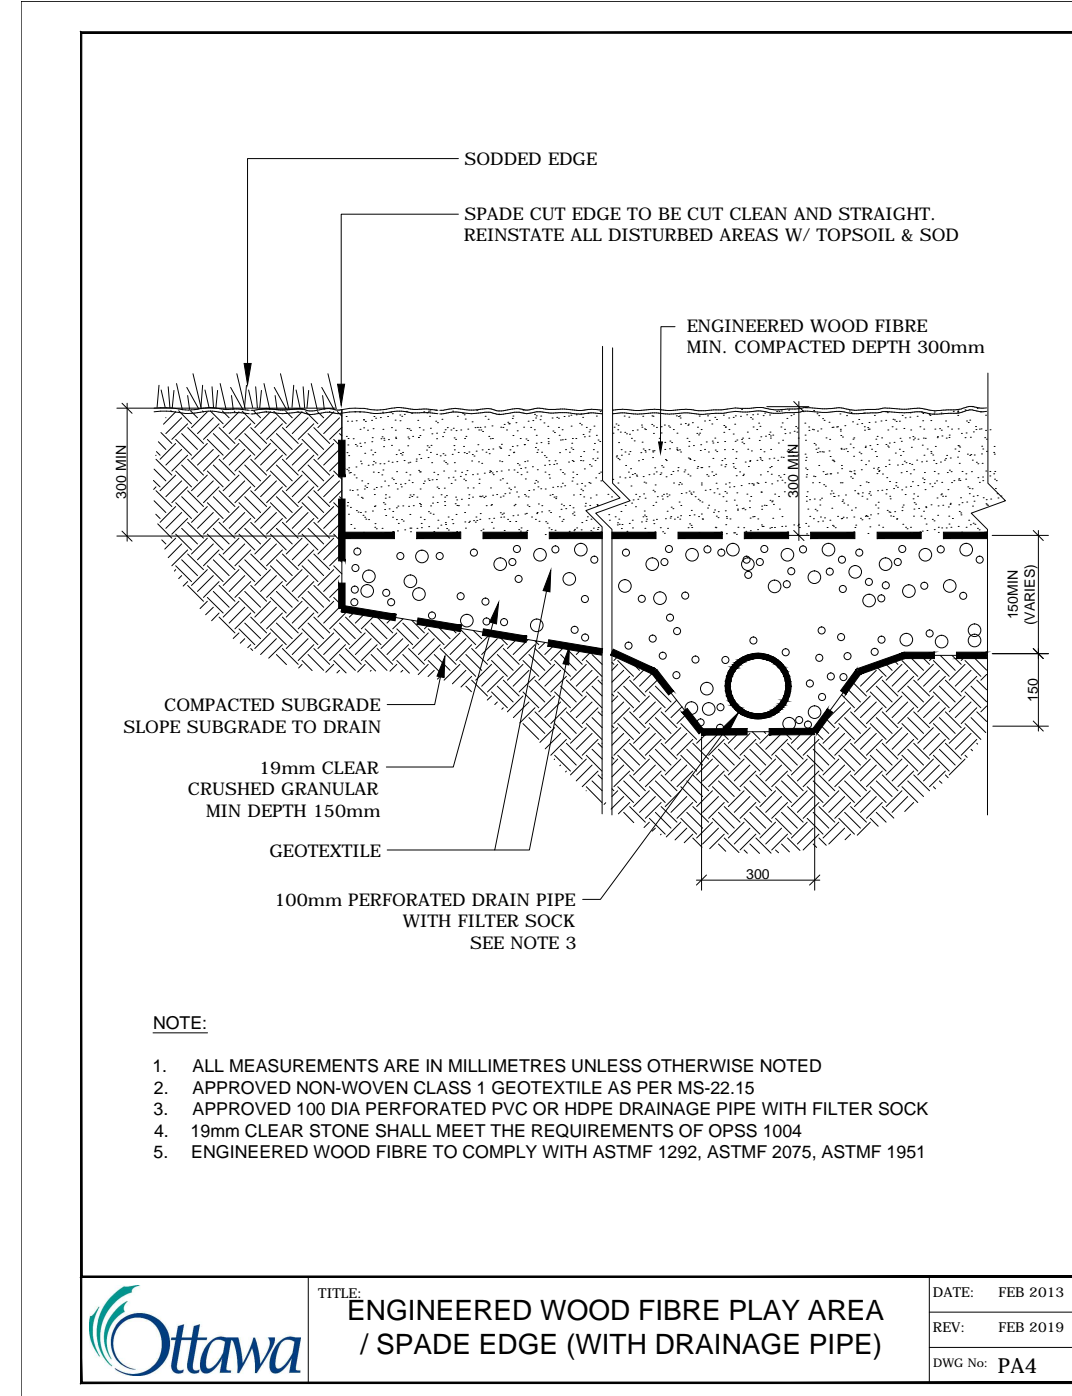 SODDED EDGE
SPADE CUT EDGE TO BE CUT CLEAN AND STRAIGHT.
REINSTATE ALL DISTURBED AREAS W/ TOPSOIL & SOD
ENGINEERED WOOD FIBRE
MIN. COMPACTED DEPTH 300mm
300 MIN
300 MIN
150MIN
(VARIES)
150
COMPACTED SUBGRADE
SLOPE SUBGRADE TO DRAIN
19mm CLEAR
CRUSHED GRANULAR
MIN DEPTH 150mm
GEOTEXTILE
300
100mm PERFORATED DRAIN PIPE
WITH FILTER SOCK
SEE NOTE 3
NOTE:
1. ALL MEASUREMENTS ARE IN MILLIMETRES UNLESS OTHERWISE NOTED
2. APPROVED NON-WOVEN CLASS 1 GEOTEXTILE AS PER MS-22.15
3. APPROVED 100 DIA PERFORATED PVC OR HDPE DRAINAGE PIPE WITH FILTER SOCK
4. 19mm CLEAR STONE SHALL MEET THE REQUIREMENTS OF OPSS 1004
5. ENGINEERED WOOD FIBRE TO COMPLY WITH ASTMF 1292, ASTMF 2075, ASTMF 1951
Ottawa
TITLE:
ENGINEERED WOOD FIBRE PLAY AREA
/ SPADE EDGE (WITH DRAINAGE PIPE)
DATE: FEB 2013
REV: FEB 2019
DWG No: PA4